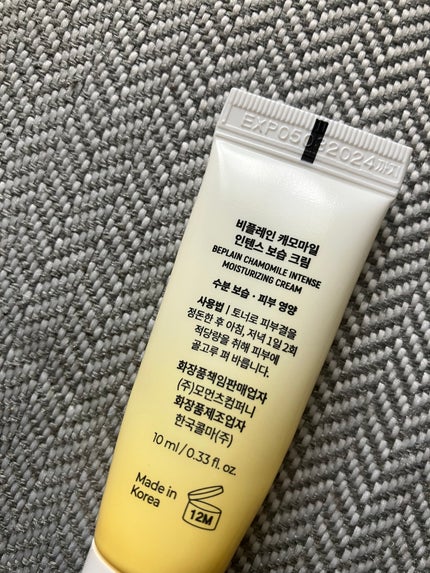 비플레인 캐모마일
인텐스 보습 크림
BEPLAIN CHAMOMILE INTENSE
MOISTURIZING CREAM
수분 보습 · 피부 영양
사용법 | 토너로 피부결을
정돈한 후 아침, 저녁 1일 2회
적당량을 취해 피부에
골고루 펴 바릅니다.
화장품책임판매업자
(주)모먼츠컴퍼니
화장품제조업자
한국콜마(주)
10 ml / 0.33 fl. oz.
Made in
Korea
12M